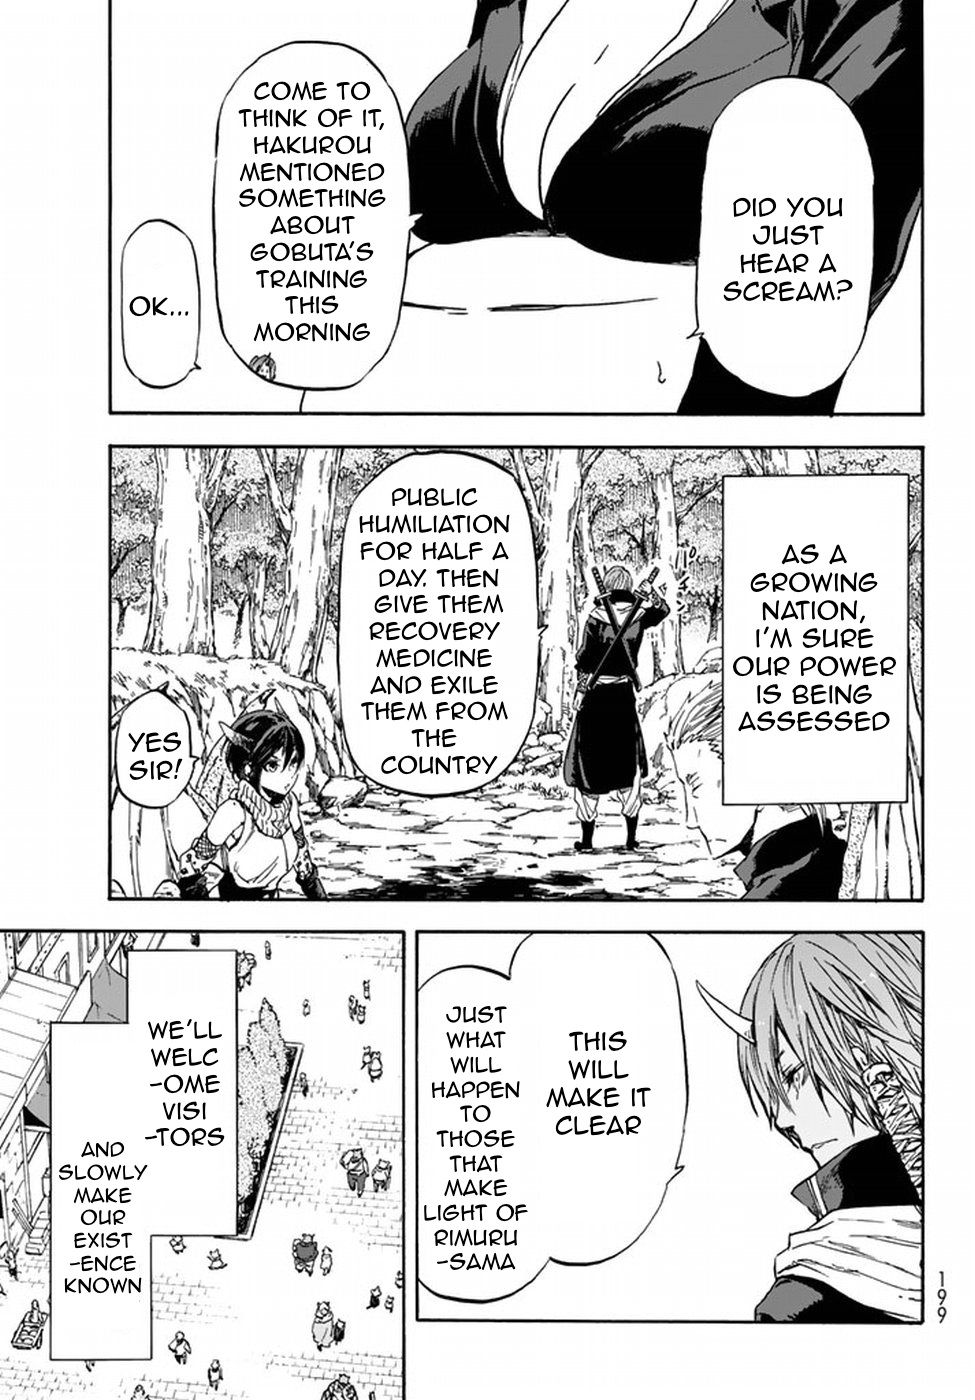 DID YOU
JUST
HEAR A
SCREAM?
COME TO
THINK OF IT,
HAKUROU
MENTIONED
SOMETHING
ABOUT
GOBUTA'S
TRAINING
THIS
MORNING
OK...
AS A
GROWING
NATION,
I'M SURE
OUR POWER
IS BEING
ASSESSED
PUBLIC
HUMILIATION
FOR HALF A
DAY. THEN
GIVE THEM
RECOVERY
MEDICINE
AND EXILE
THEM FROM
THE
COUNTRY
YES
SIR!
THIS
WILL
MAKE IT
CLEAR
JUST
WHAT
WILL
HAPPEN
TO
THOSE
THAT
MAKE
LIGHT OF
RIMURU
-SAMA
WE'LL
WELC
-OME
VISI
-TORS
AND
SLOWLY
MAKE
OUR
EXIST
-ENCE
KNOWN
199